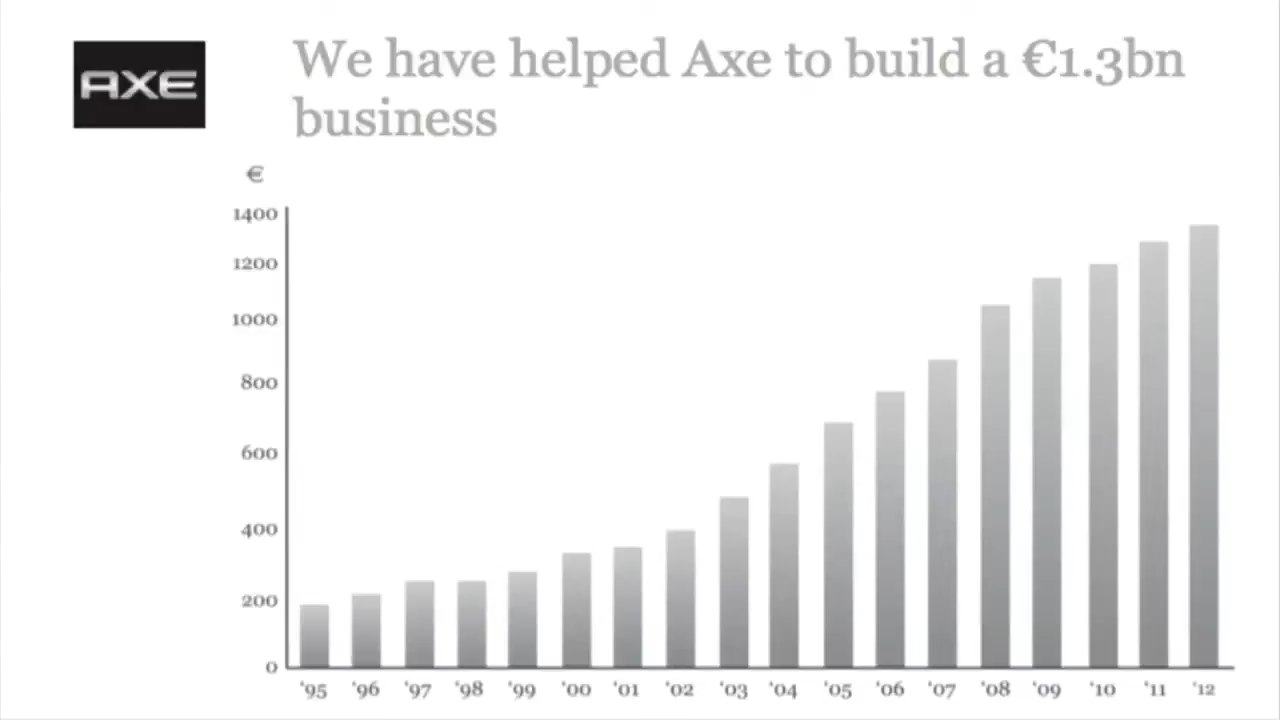 AXE
We have helped Axe to build a €1.3bn
business
€
1400
1200
1000
800
600
400
200
0
‘95 ‘96 ‘97 ‘98 ‘99 ‘00 ‘01 ‘02 ‘03 ‘04 ‘05 ‘06 ‘07 ‘08 ‘09 ‘10 ‘11 ‘12